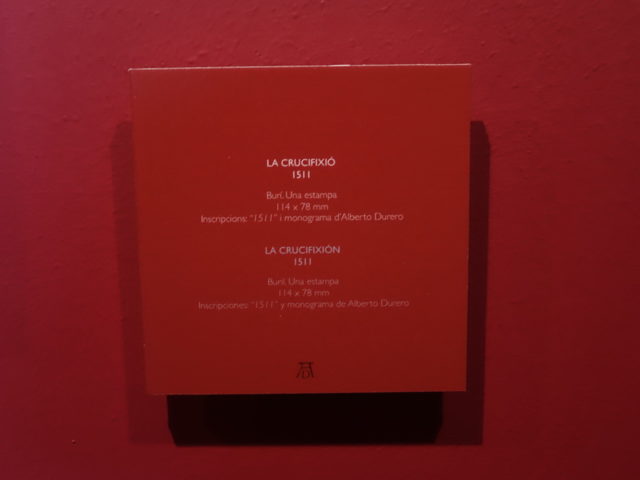 LA CRUCIFIXIÓ
1511
Burí. Una estampa
114 x 78 mm
Inscripcions: "1511" i monograma d'Alberto Durero
LA CRUCIFIXIÓN
1511
Buril. Una estampa
114 x 78 mm
Inscripciones: "1511" y monograma de Alberto Durero
AD